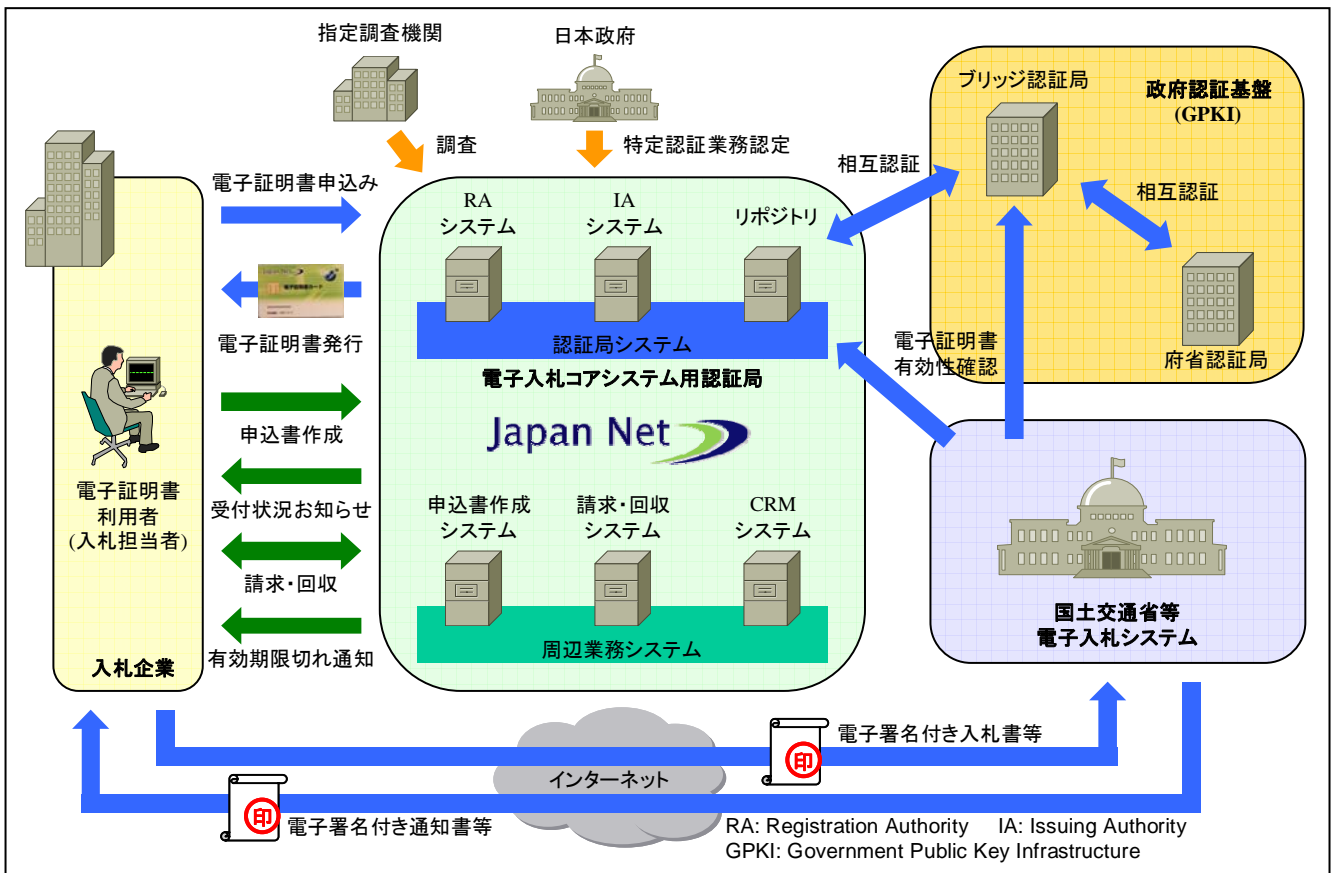 指定調査機関
日本政府
調査
特定認証業務認定
ブリッジ認証局
政府認証基盤
(GPKI)
相互認証
相互認証
府省認証局
電子証明書
有効性確認
電子証明書申込み
Japan Net
電子証明書カード
電子証明書発行
申込書作成
受付状況お知らせ
請求・回収
有効期限切れ通知
電子証明書
利用者
(入札担当者)
入札企業
RA
システム
IA
システム
リポジトリ
認証局システム
電子入札コアシステム用認証局
Japan Net
申込書作成
システム
請求・回収
システム
CRM
システム
周辺業務システム
国土交通省等
電子入札システム
電子署名付き入札書等
印
インターネット
印
電子署名付き通知書等
RA: Registration Authority IA: Issuing Authority
GPKI: Government Public Key Infrastructure